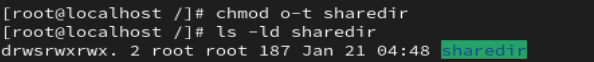 [root@localhost /]# chmod o-t sharedir
[root@localhost /]# ls -ld sharedir
drwsrwxrwx. 2 root root 187 Jan 21 04:48 sharedir